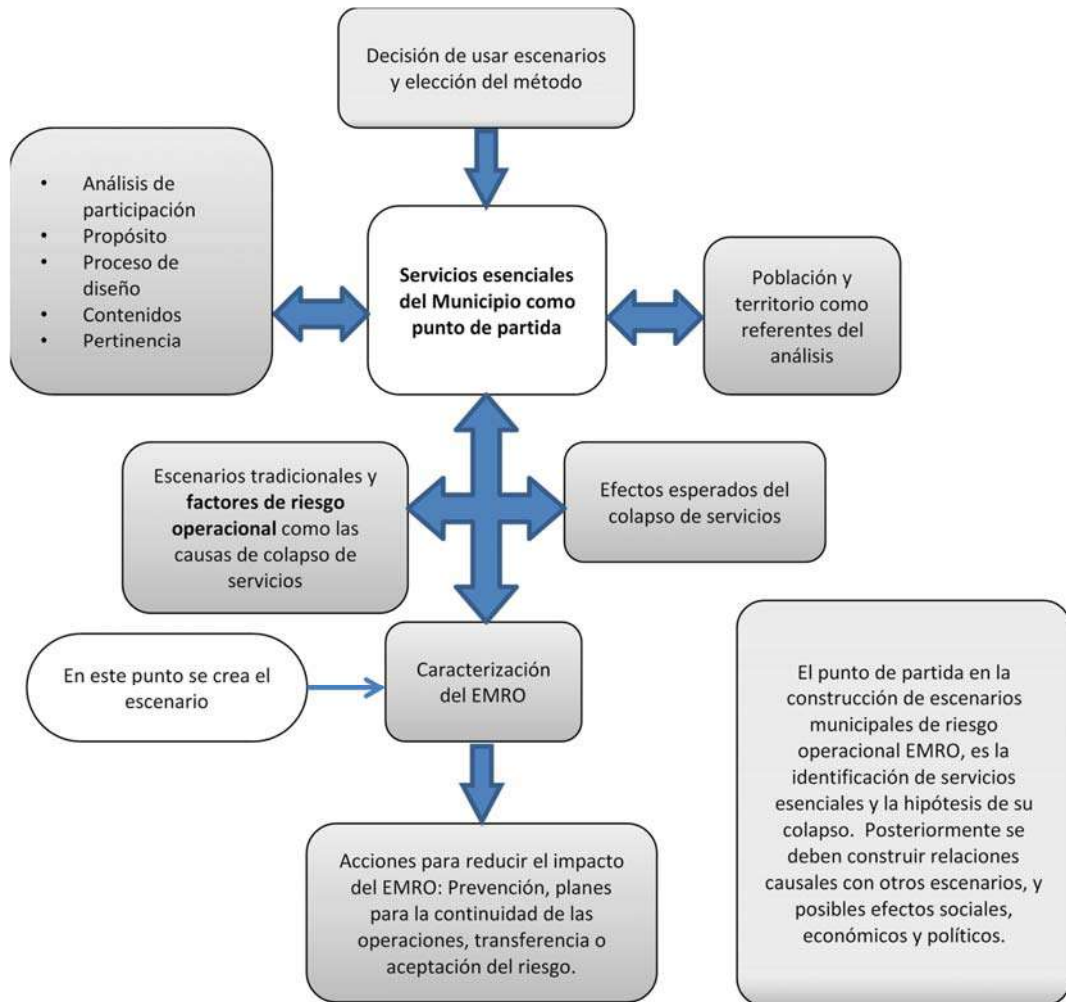 Decisión de usar escenarios
y elección del método
• Análisis de
participación
• Propósito
• Proceso de
diseño
• Contenidos
• Pertinencia
Servicios esenciales
del Municipio como
punto de partida
Población y
territorio como
referentes del
análisis
Escenarios tradicionales y
factores de riesgo
operacional como las
causas de colapso de
servicios
Efectos esperados del
colapso de servicios
En este punto se crea el
escenario
Caracterización
del EMRO
Acciones para reducir el impacto
del EMRO: Prevención, planes
para la continuidad de las
operaciones, transferencia o
aceptación del riesgo.
El punto de partida en la
construcción de escenarios
municipales de riesgo
operacional EMRO, es la
identificación de servicios
esenciales y la hipótesis de su
colapso. Posteriormente se
deben construir relaciones
causales con otros escenarios, y
posibles efectos sociales,
económicos y políticos.